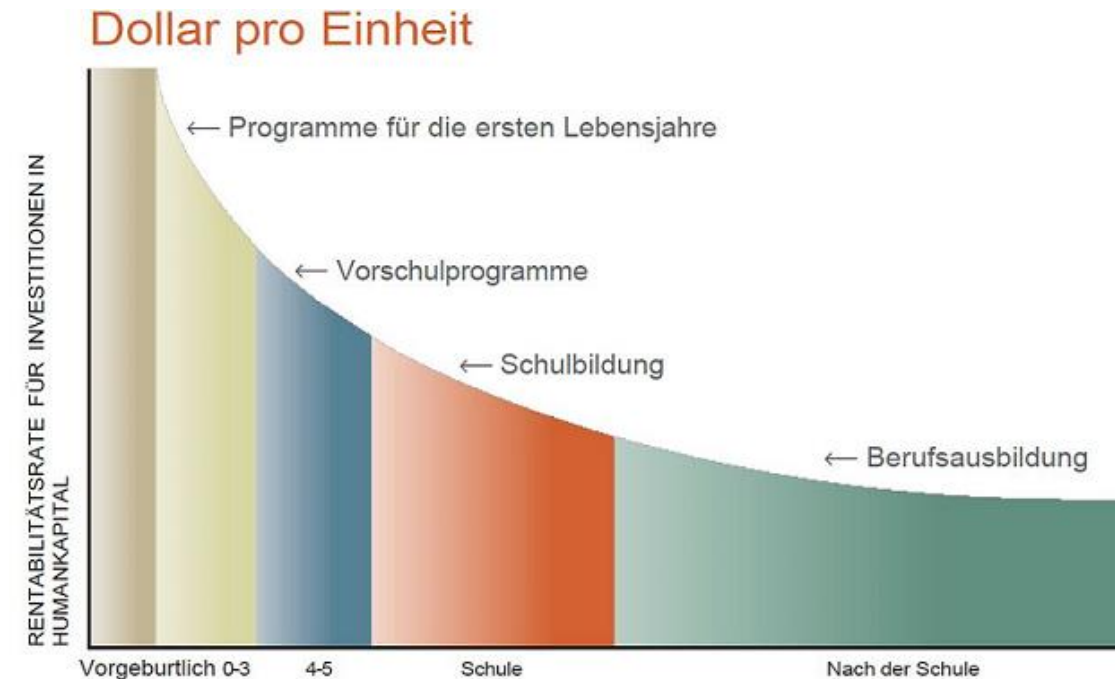 Dollar pro Einheit
RENTABILITÄTSRATE FÜR INVESTITIONEN IN
HUMANKAPITAL
← Programme für die ersten Lebensjahre
← Vorschulprogramme
← Schulbildung
← Berufsausbildung
Vorgeburtlich 0-3 4-5 Schule Nach der Schule